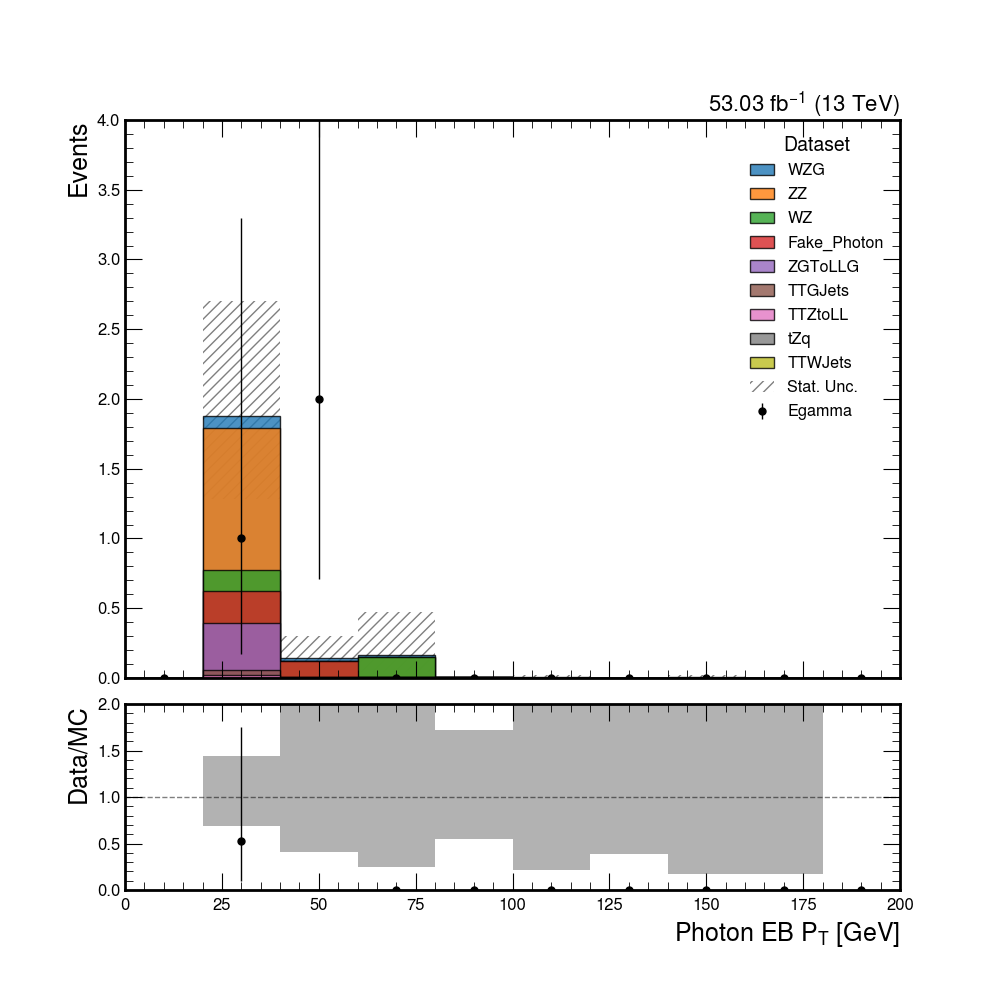 53.03 fb⁻¹ (13 TeV)
Events
4.0
3.5
3.0
2.5
2.0
1.5
1.0
0.5
0.0
Dataset
WZG
ZZ
WZ
Fake_Photon
ZGToLLG
TTGJets
TTZtoLL
tZq
TTWJets
Stat. Unc.
Egamma
Data/MC
2.0
1.5
1.0
0.5
0.0
0 25 50 75 100 125 150 175 200
Photon EB P_T [GeV]